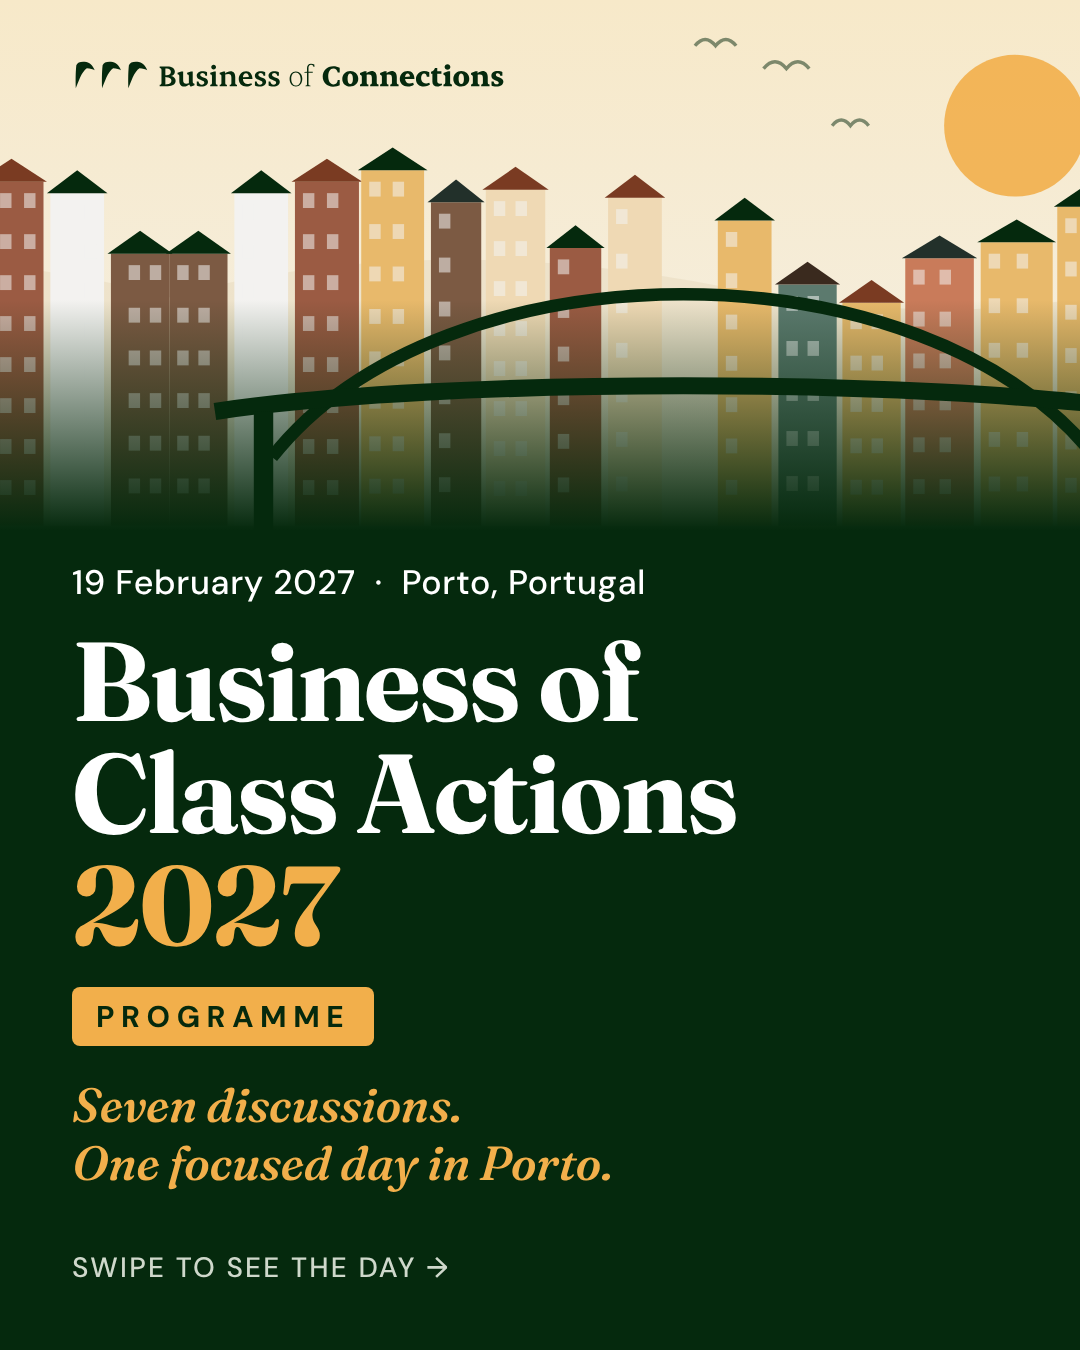 Business of Connections
19 February 2027 · Porto, Portugal
Business of
Class Actions
2027
PROGRAMME
Seven discussions.
One focused day in Porto.
SWIPE TO SEE THE DAY →